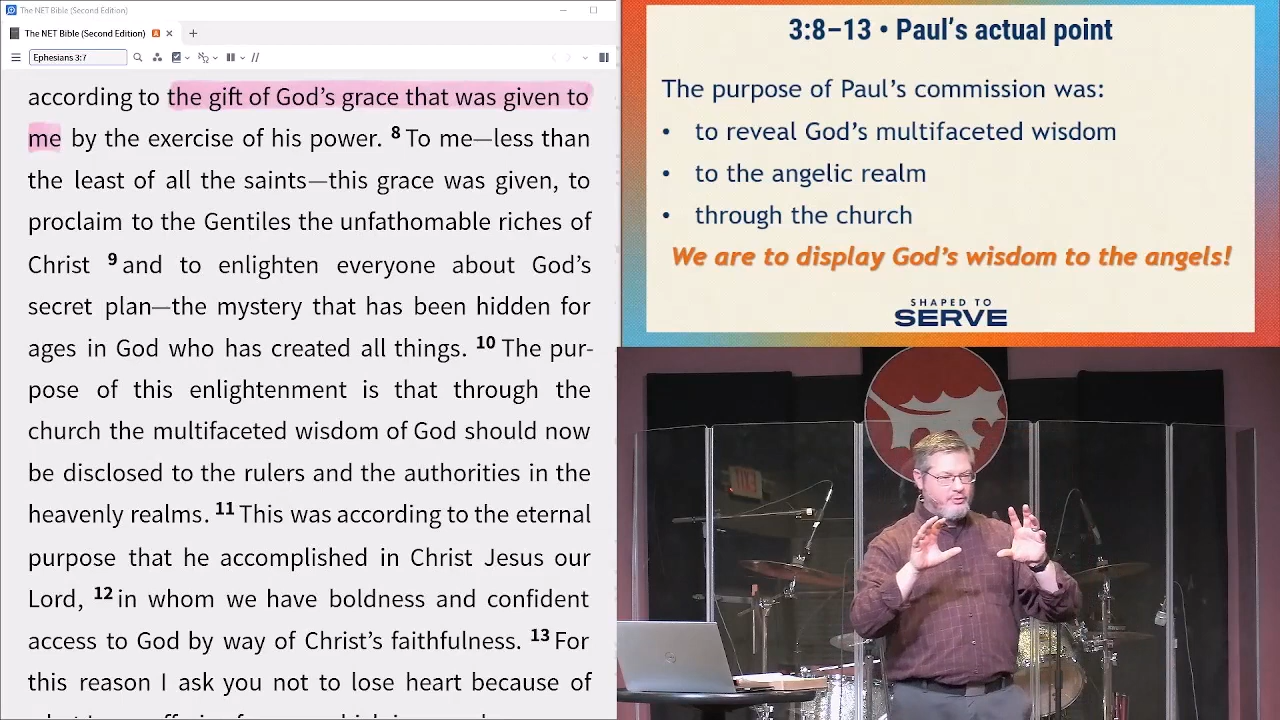 The NET Bible (Second Edition)
The NET Bible (Second Edition) A
Ephesians 3:7
according to the gift of God’s grace that was given to
me by the exercise of his power. 8 To me—less than
the least of all the saints—this grace was given, to
proclaim to the Gentiles the unfathomable riches of
Christ 9 and to enlighten everyone about God’s
secret plan—the mystery that has been hidden for
ages in God who has created all things. 10 The pur-
pose of this enlightenment is that through the
church the multifaceted wisdom of God should now
be disclosed to the rulers and the authorities in the
heavenly realms. 11 This was according to the eternal
purpose that he accomplished in Christ Jesus our
Lord, 12 in whom we have boldness and confident
access to God by way of Christ’s faithfulness. 13 For
this reason I ask you not to lose heart because of
3:8–13 • Paul’s actual point
The purpose of Paul’s commission was:
• to reveal God’s multifaceted wisdom
• to the angelic realm
• through the church
We are to display God’s wisdom to the angels!
SHAPED TO
SERVE